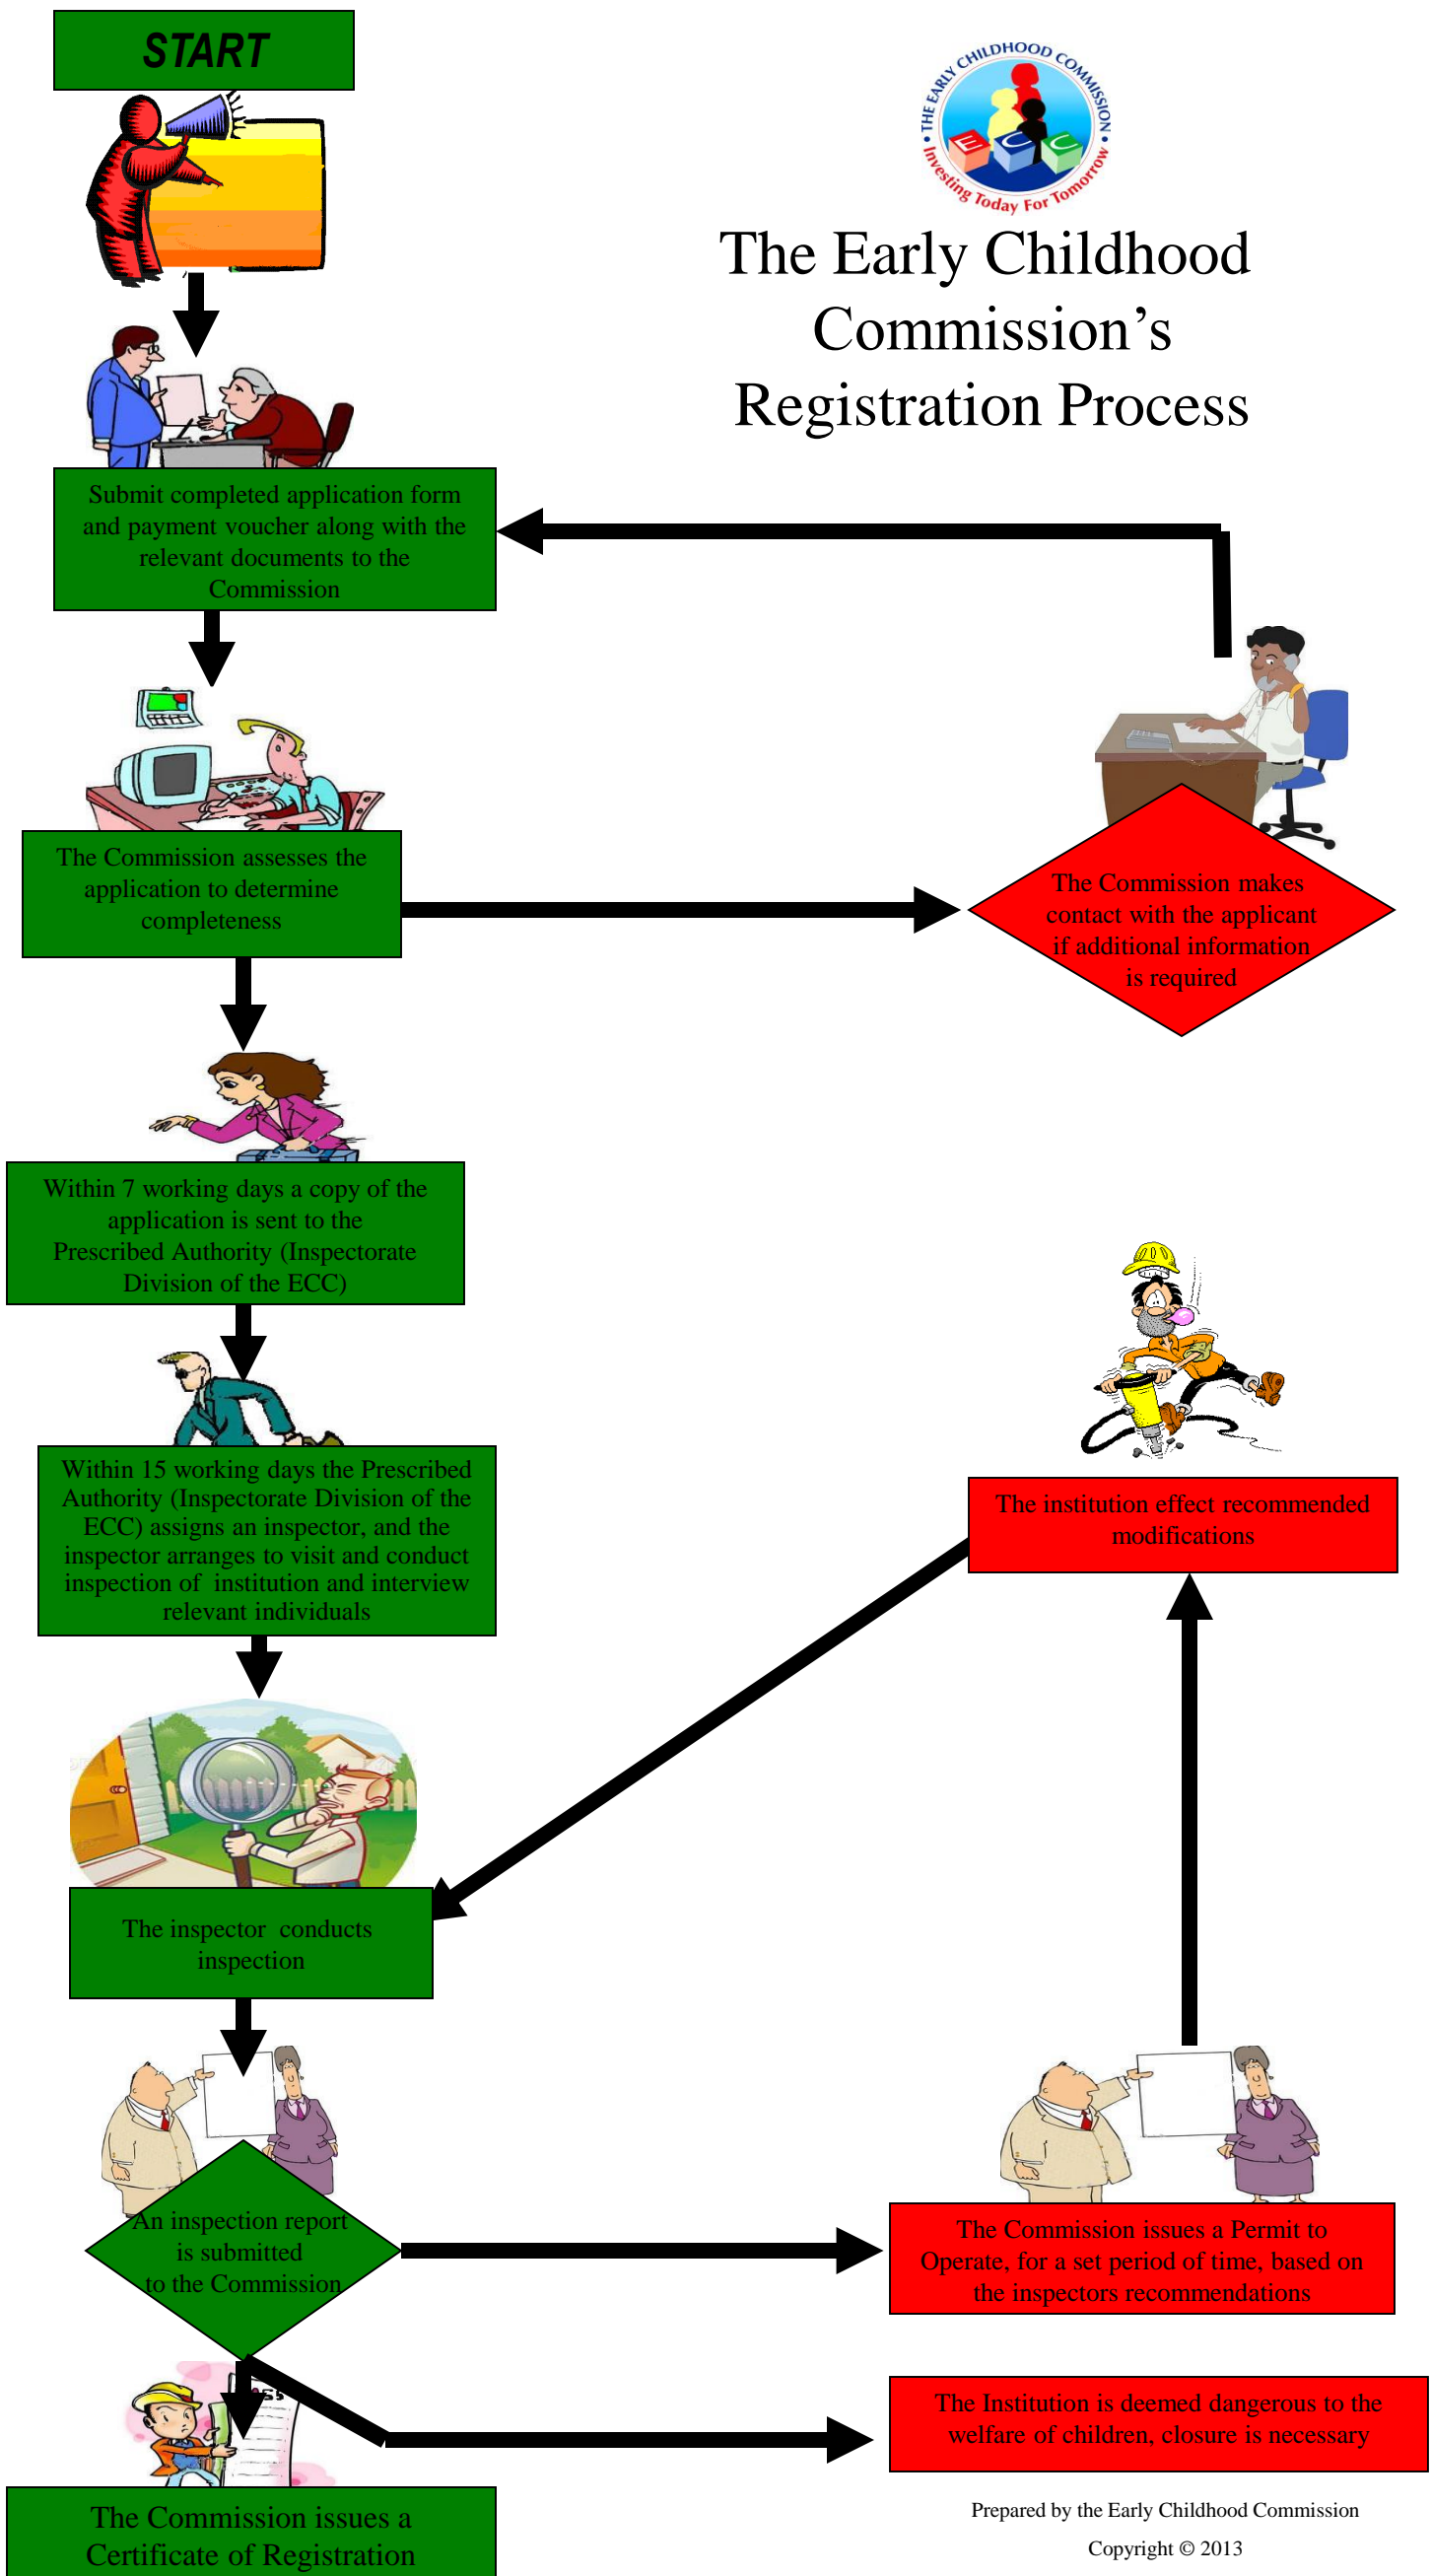 START
THE EARLY CHILDHOOD COMMISSION
E C C
Investing Today For Tomorrow
The Early Childhood
Commission’s
Registration Process
Submit completed application form
and payment voucher along with the
relevant documents to the
Commission
The Commission assesses the
application to determine
completeness
The Commission makes
contact with the applicant
if additional information
is required
Within 7 working days a copy of the
application is sent to the
Prescribed Authority (Inspectorate
Division of the ECC)
Within 15 working days the Prescribed
Authority (Inspectorate Division of the
ECC) assigns an inspector, and the
inspector arranges to visit and conduct
inspection of institution and interview
relevant individuals
The institution effect recommended
modifications
The inspector conducts
inspection
An inspection report
is submitted
to the Commission
The Commission issues a Permit to
Operate, for a set period of time, based on
the inspectors recommendations
The Institution is deemed dangerous to the
welfare of children, closure is necessary
The Commission issues a
Certificate of Registration
Prepared by the Early Childhood Commission
Copyright © 2013